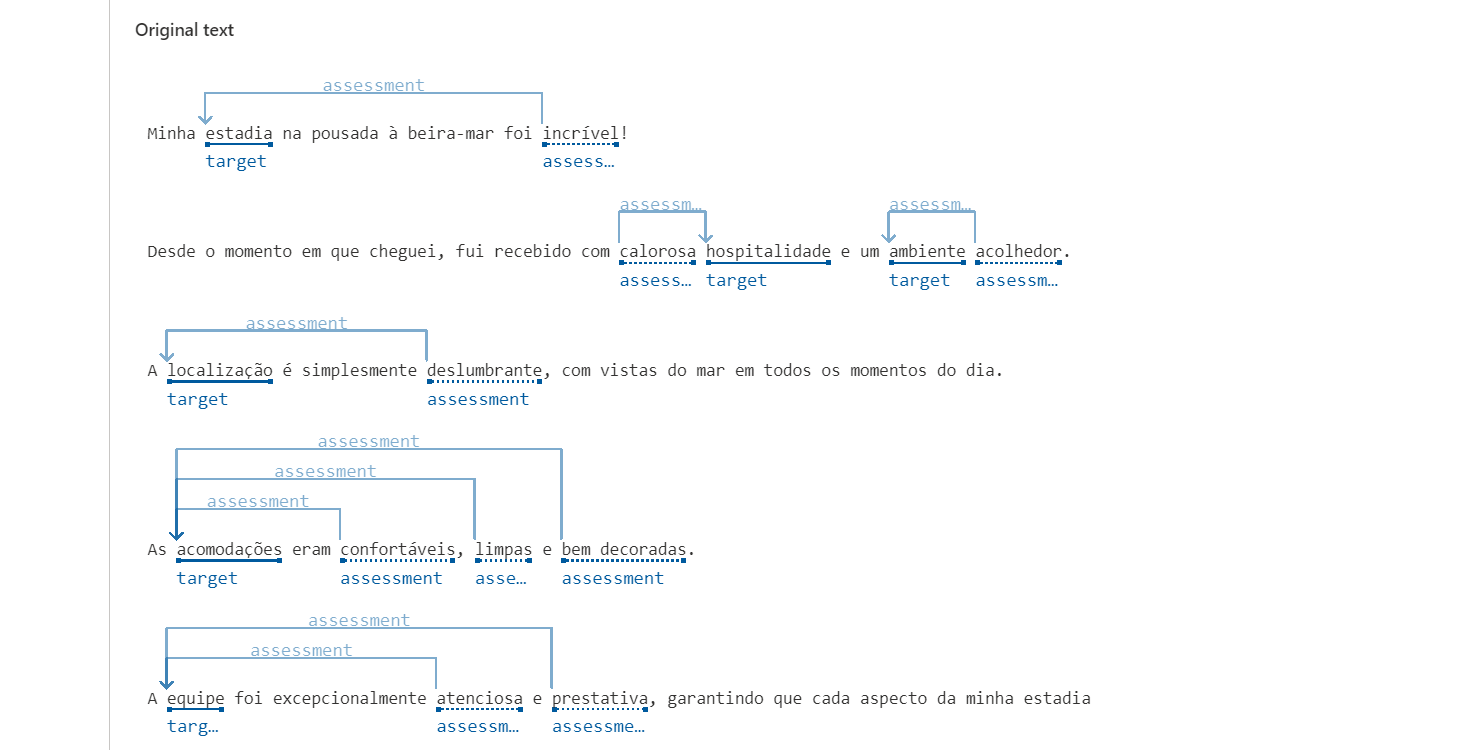 Original text
assessment
Minha estadia na pousada à beira-mar foi incrível!
target assess…
assessm… assessm…
Desde o momento em que cheguei, fui recebido com calorosa hospitalidade e um ambiente acolhedor.
assess… target target assessm…
assessment
A localização é simplesmente deslumbrante, com vistas do mar em todos os momentos do dia.
target assessment
assessment
assessment
assessment
As acomodações eram confortáveis, limpas e bem decoradas.
target assessment asse… assessment
assessment
assessment
A equipe foi excepcionalmente atenciosa e prestativa, garantindo que cada aspecto da minha estadia
targ… assessm… assessme…